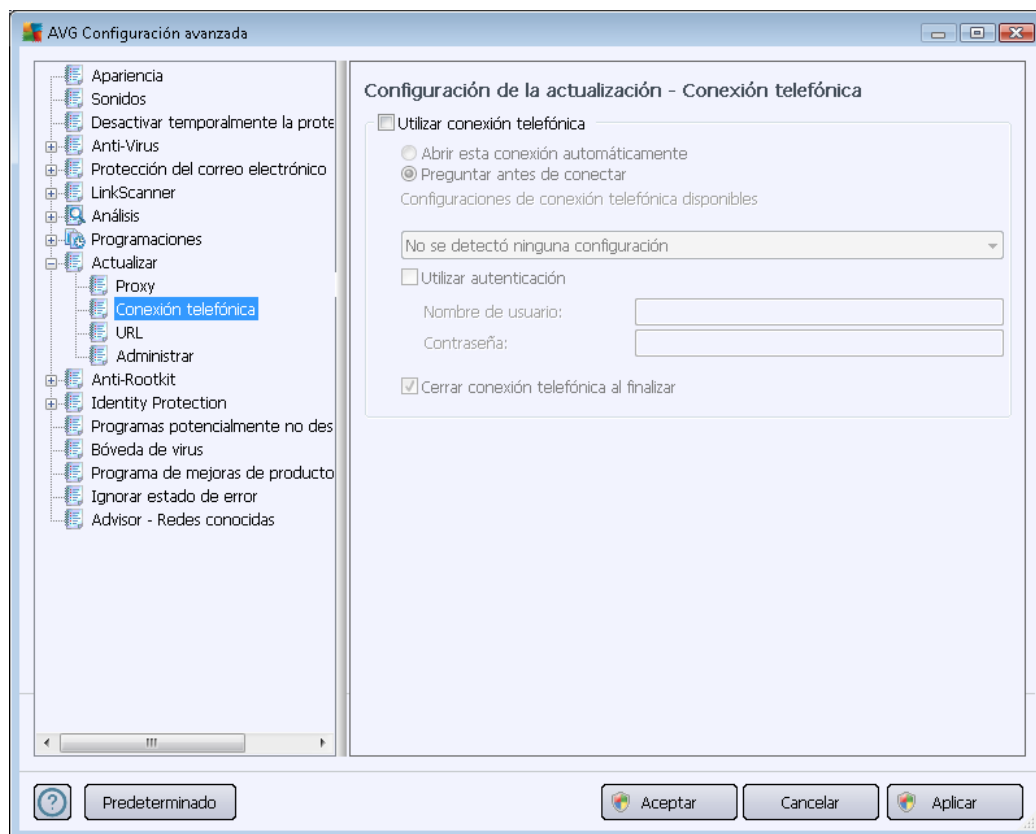 AVG Configuración avanzada
Apariencia
Sonidos
Desactivar temporalmente la prote
Anti-Virus
Protección del correo electrónico
LinkScanner
Análisis
Programaciones
Actualizar
Proxy
Conexión telefónica
URL
Administrar
Anti-Rootkit
Identity Protection
Programas potencialmente no des
Bóveda de virus
Programa de mejoras de producto
Ignorar estado de error
Advisor - Redes conocidas
Configuración de la actualización - Conexión telefónica
Utilizar conexión telefónica
Abrir esta conexión automáticamente
Preguntar antes de conectar
Configuraciones de conexión telefónica disponibles
No se detectó ninguna configuración
Utilizar autenticación
Nombre de usuario:
Contraseña:
Cerrar conexión telefónica al finalizar
? Predeterminado Aceptar Cancelar Aplicar